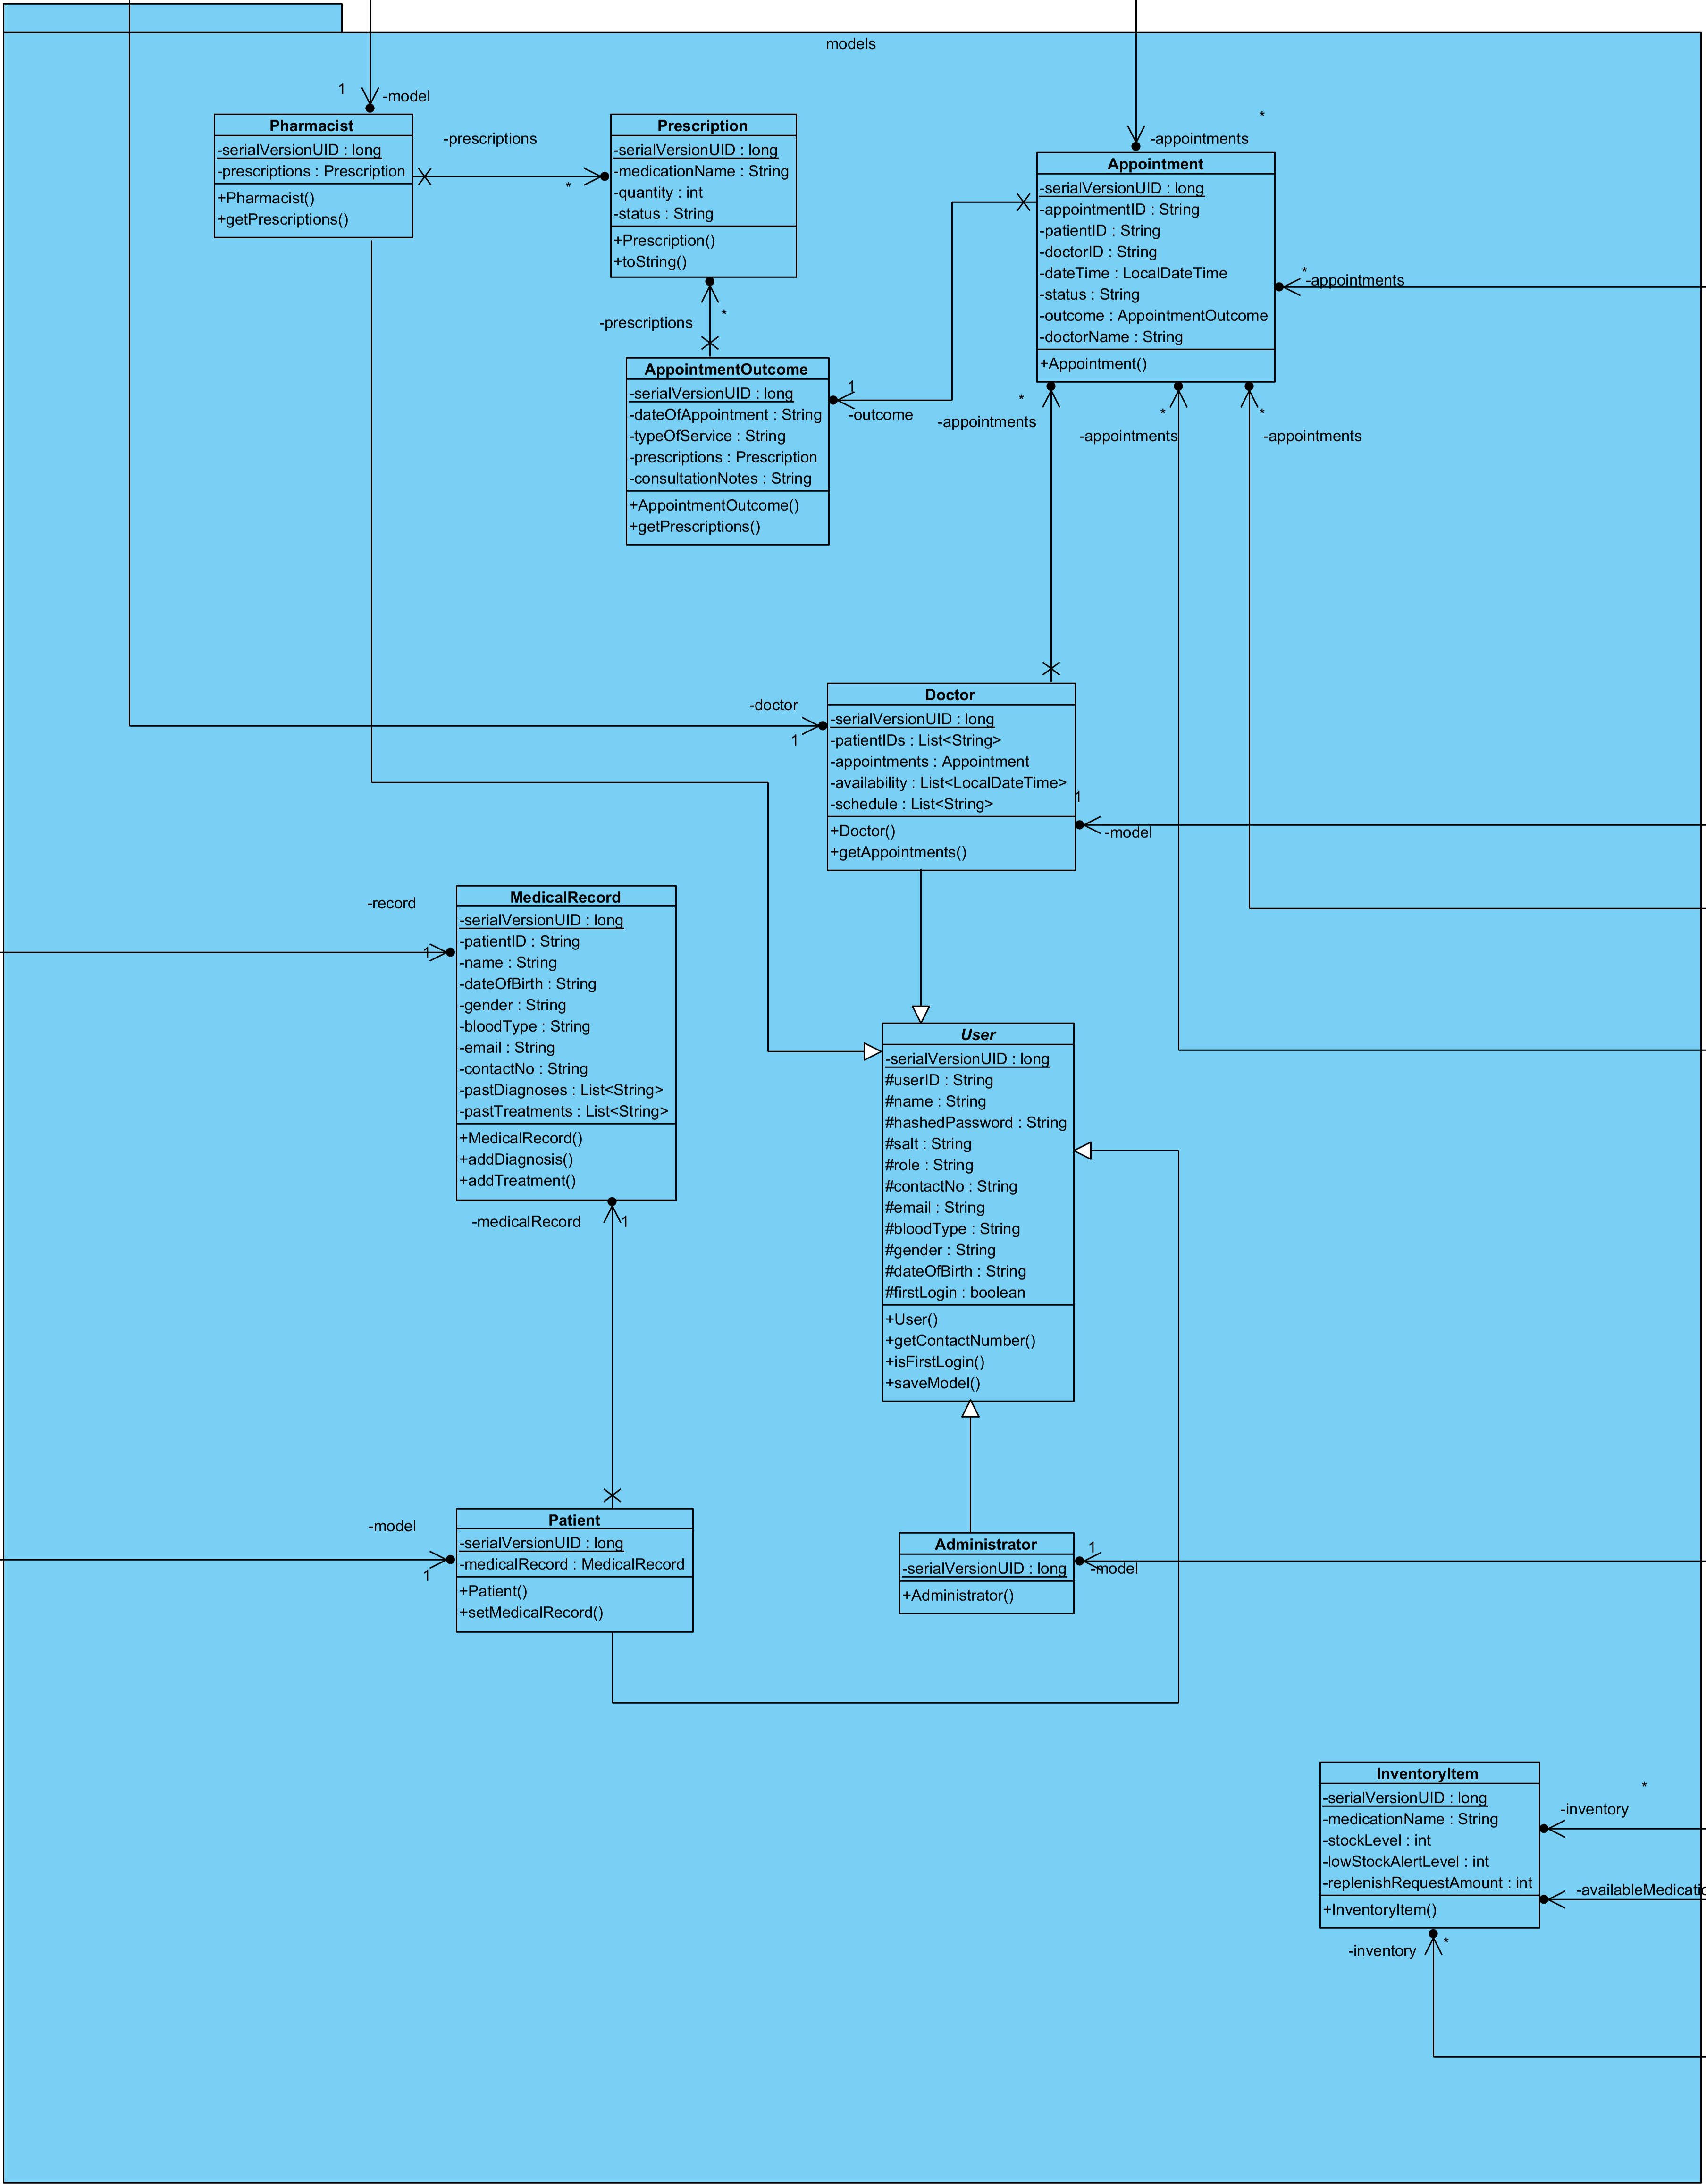 models
1
-model
Pharmacist
-serialVersionUID : long
-prescriptions : Prescription
+Pharmacist()
+getPrescriptions()
-prescriptions
*
Prescription
-serialVersionUID : long
-medicationName : String
-quantity : int
-status : String
+Prescription()
+toString()
*
-appointments
Appointment
-serialVersionUID : long
-appointmentID : String
-patientID : String
-doctorID : String
-dateTime : LocalDateTime
-status : String
-outcome : AppointmentOutcome
-doctorName : String
+Appointment()
*
-appointments
-prescriptions
*
AppointmentOutcome
-serialVersionUID : long
-dateOfAppointment : String
-typeOfService : String
-prescriptions : Prescription
-consultationNotes : String
+AppointmentOutcome()
+getPrescriptions()
1
-outcome
*
-appointments
*
-appointments
*
-appointments
-doctor
1
Doctor
-serialVersionUID : long
-patientIDs : List<String>
-appointments : Appointment
-availability : List<LocalDateTime>
-schedule : List<String>
+Doctor()
+getAppointments()
1
-model
-record
1
MedicalRecord
-serialVersionUID : long
-patientID : String
-name : String
-dateOfBirth : String
-gender : String
-bloodType : String
-email : String
-contactNo : String
-pastDiagnoses : List<String>
-pastTreatments : List<String>
+MedicalRecord()
+addDiagnosis()
+addTreatment()
-medicalRecord
1
User
-serialVersionUID : long
#userID : String
#name : String
#hashedPassword : String
#salt : String
#role : String
#contactNo : String
#email : String
#bloodType : String
#gender : String
#dateOfBirth : String
#firstLogin : boolean
+User()
+getContactNumber()
+isFirstLogin()
+saveModel()
-model
1
Patient
-serialVersionUID : long
-medicalRecord : MedicalRecord
+Patient()
+setMedicalRecord()
Administrator
-serialVersionUID : long
+Administrator()
1
-model
InventoryItem
-serialVersionUID : long
-medicationName : String
-stockLevel : int
-lowStockAlertLevel : int
-replenishRequestAmount : int
+InventoryItem()
*
-inventory
-inventory
*